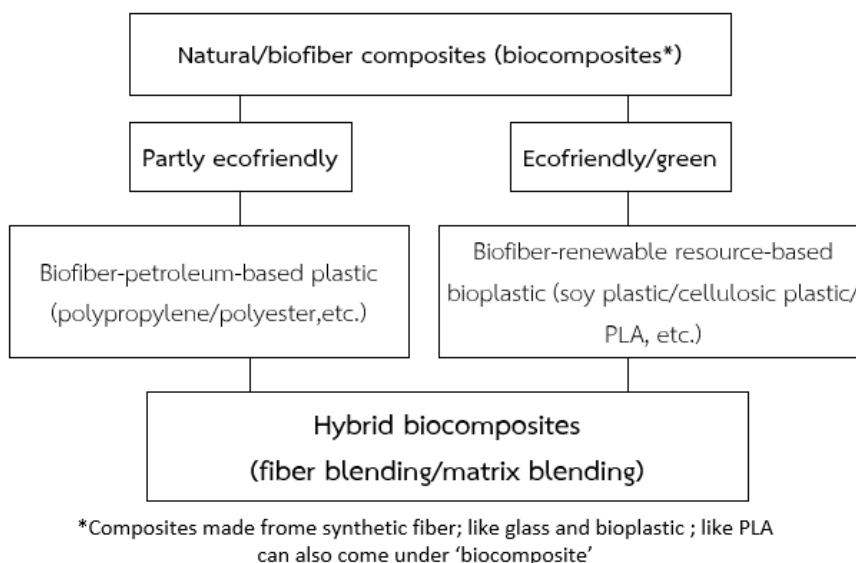 Natural/biofiber composites (biocomposites*)
Partly ecofriendly
Ecofriendly/green
Biofiber-petroleum-based plastic
(polypropylene/polyester,etc.)
Biofiber-renewable resource-based
bioplastic (soy plastic/cellulosic plastic/
PLA, etc.)
Hybrid biocomposites
(fiber blending/matrix blending)
*Composites made frome synthetic fiber; like glass and bioplastic ; like PLA
can also come under ‘biocomposite’